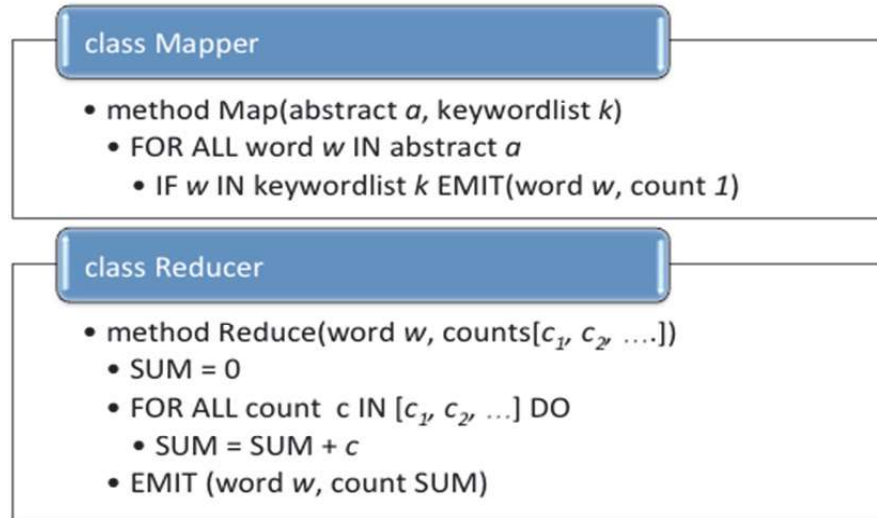 class Mapper
• method Map(abstract a, keywordlist k)
• FOR ALL word w IN abstract a
• IF w IN keywordlist k EMIT(word w, count 1)
class Reducer
• method Reduce(word w, counts[c₁, c₂, ....])
• SUM = 0
• FOR ALL count c IN [c₁, c₂, ...] DO
• SUM = SUM + c
• EMIT (word w, count SUM)